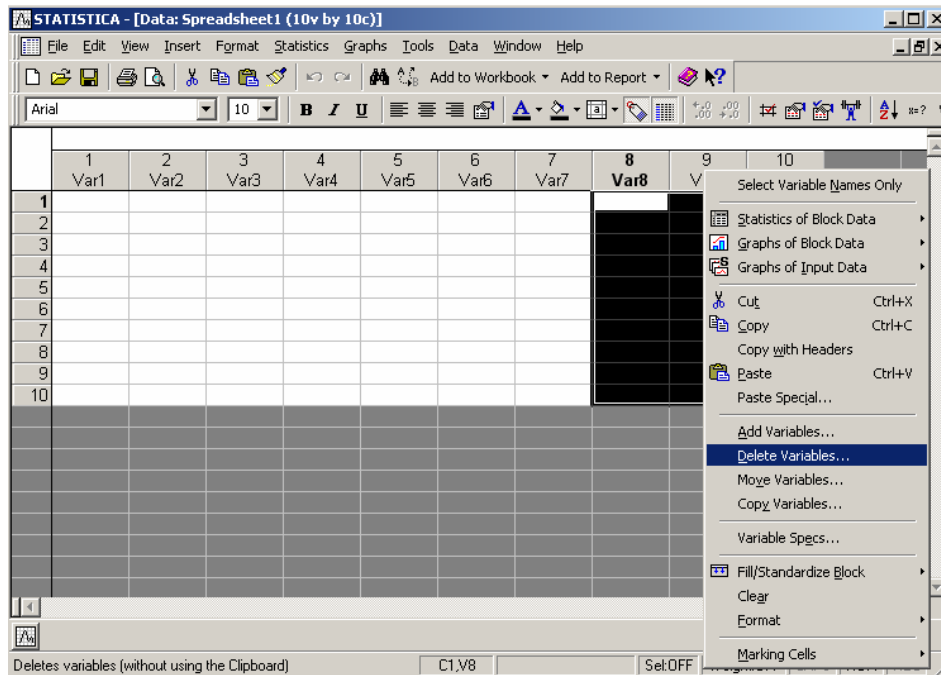 STATISTICA - [Data: Spreadsheet1 (10v by 10c)]
File Edit View Insert Format Statistics Graphs Tools Data Window Help
Add to Workbook Add to Report
Arial 10 B I U A
1 2 3 4 5 6 7 8 9 10
Var1 Var2 Var3 Var4 Var5 Var6 Var7 Var8
1
2
3
4
5
6
7
8
9
10
Select Variable Names Only
Statistics of Block Data
Graphs of Block Data
Graphs of Input Data
Cut Ctrl+X
Copy Ctrl+C
Copy with Headers
Paste Ctrl+V
Paste Special...
Add Variables...
Delete Variables...
Move Variables...
Copy Variables...
Variable Specs...
Fill/Standardize Block
Clear
Format
Marking Cells
Deletes variables (without using the Clipboard) C1,V8 Sel:OFF